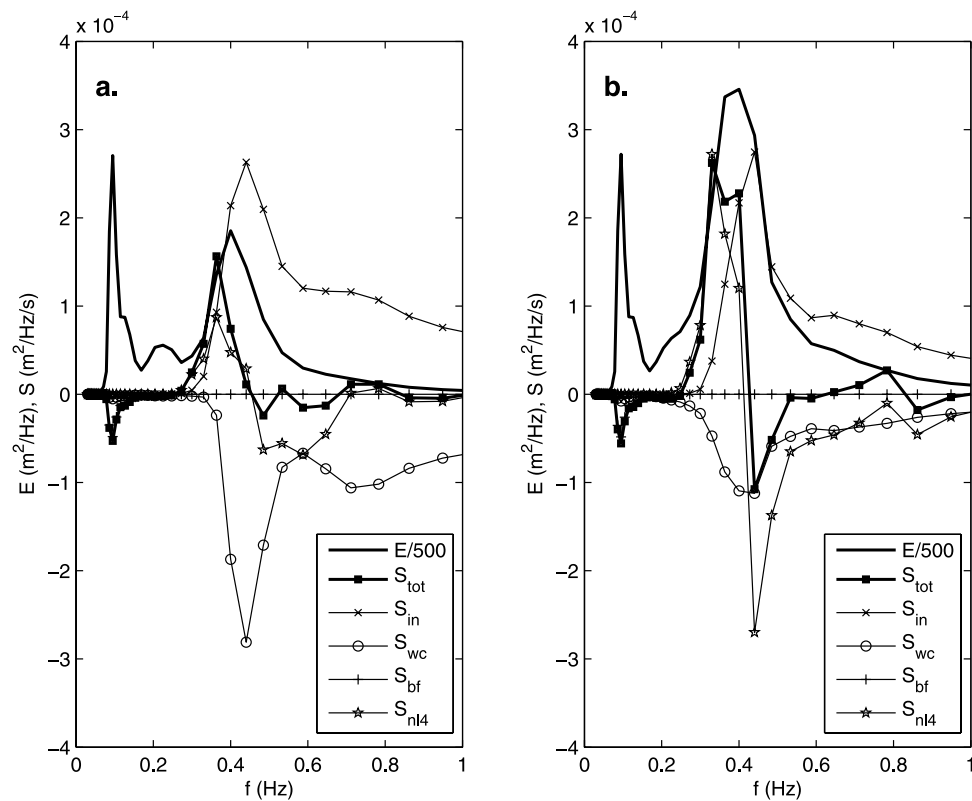 x 10⁻⁴
x 10⁻⁴
a.
b.
4
3
2
1
0
−1
−2
−3
−4
4
3
2
1
0
−1
−2
−3
−4
E (m²/Hz), S (m²/Hz/s)
E (m²/Hz), S (m²/Hz/s)
E/500
S_tot
S_in
S_wc
S_bf
S_nl4
E/500
S_tot
S_in
S_wc
S_bf
S_nl4
0 0.2 0.4 0.6 0.8 1
0 0.2 0.4 0.6 0.8 1
f (Hz)
f (Hz)